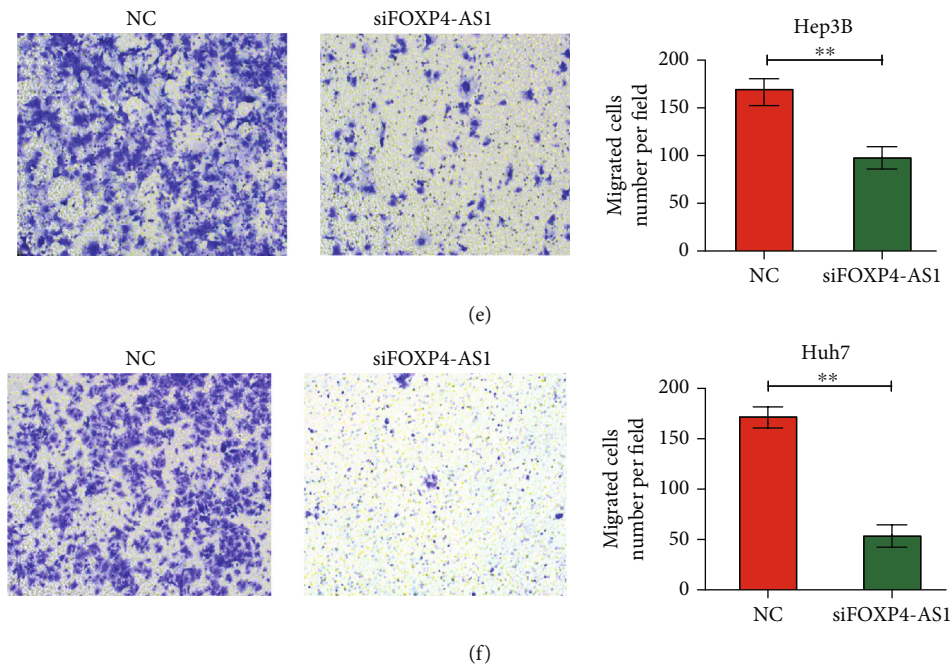 NC
siFOXP4-AS1
Hep3B
**
Migrated cells
number per field
200
150
100
50
0
NC
siFOXP4-AS1
(e)
NC
siFOXP4-AS1
Huh7
**
Migrated cells
number per field
200
150
100
50
0
NC
siFOXP4-AS1
(f)